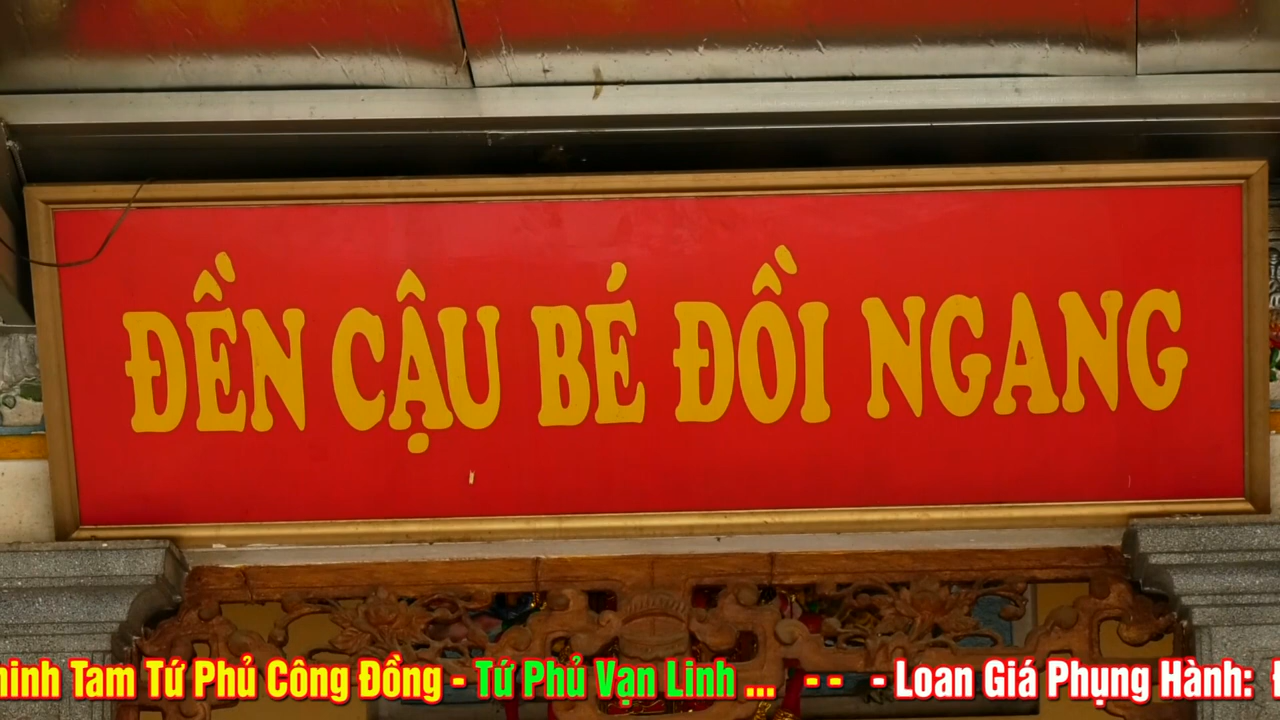 ĐỀN CẬU BÉ ĐỒI NGANG
Tam Tứ Phủ Công Đồng - Tứ Phủ Vạn Linh ... - - - Loan Giá Phụng Hành: